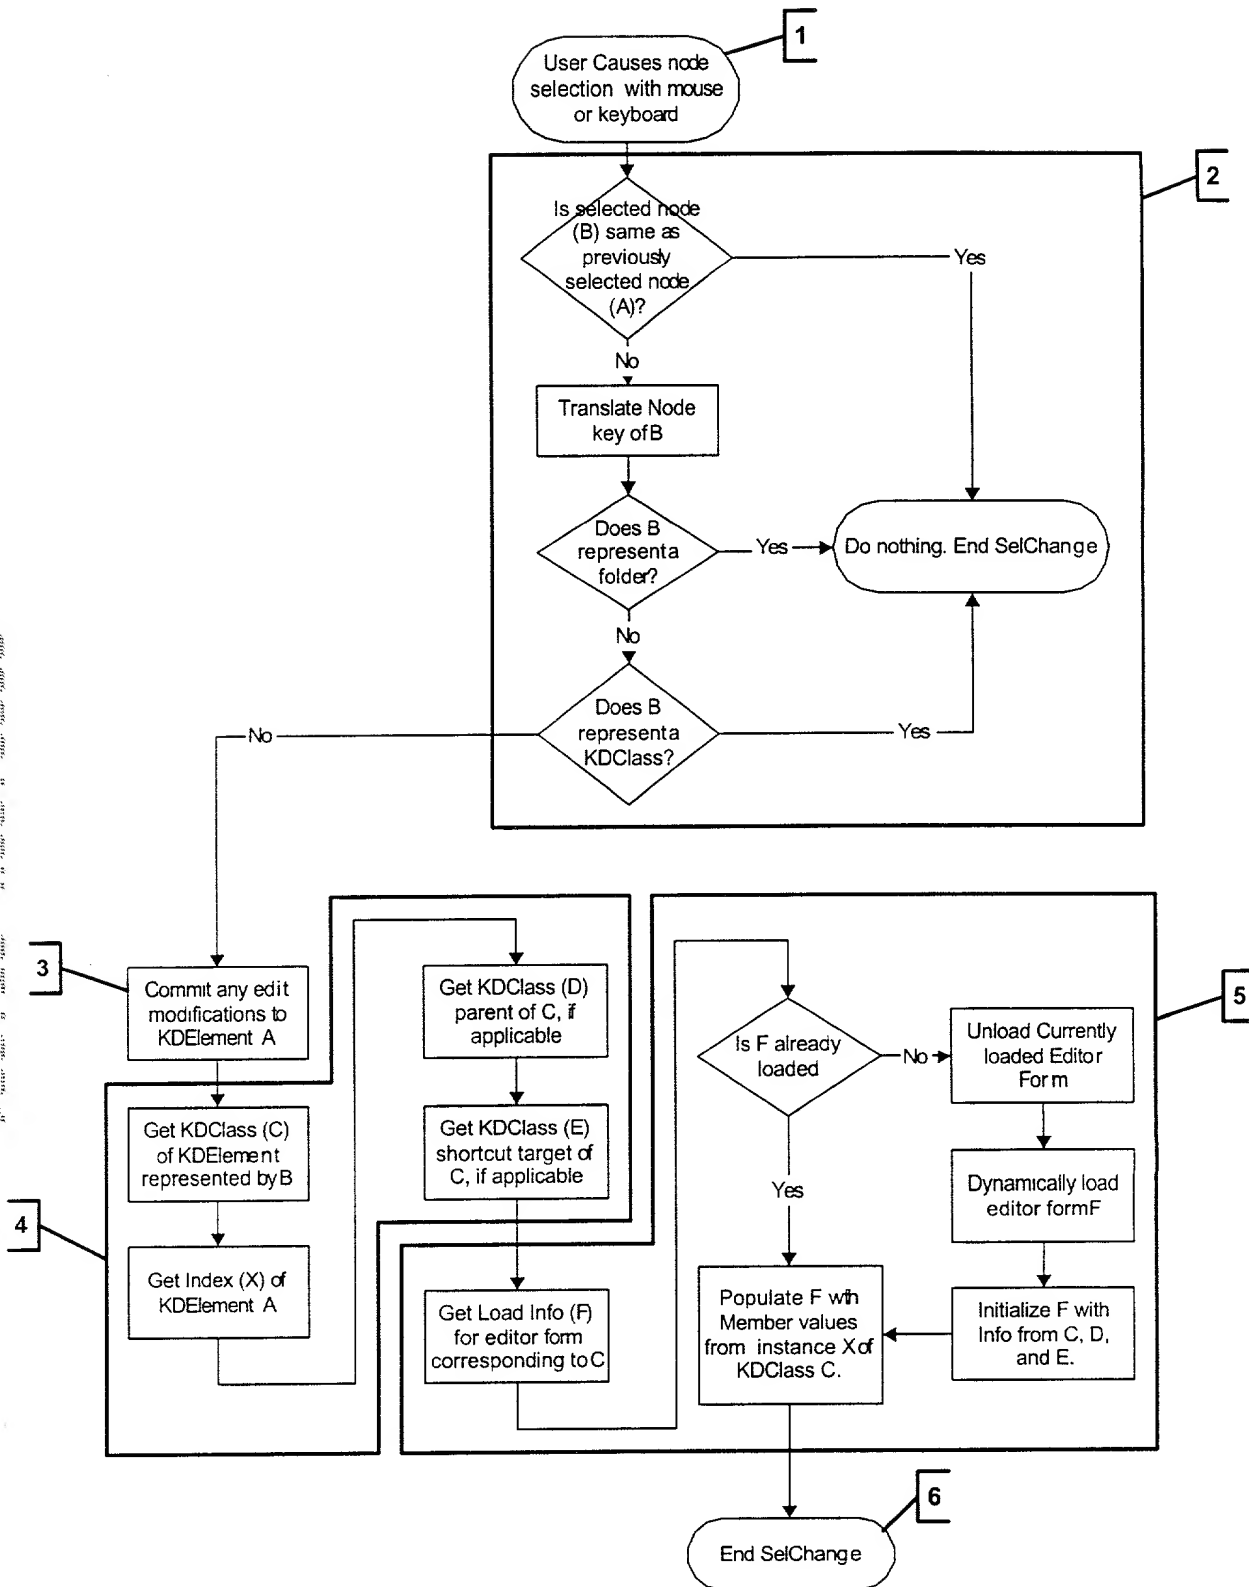 1
User Causes node
selection with mouse
or keyboard
2
Is selected node
(B) same as
previously
selected node
(A)?
Yes
No
Translate Node
key of B
Does B
represent a
folder?
Yes
Do nothing. End SelChange
No
Does B
represent a
KDClass?
No
Yes
3
Commit any edit
modifications to
KDElement A
4
Get KDClass (C)
of KDElement
represented by B
Get Index (X) of
KDElement A
Get KDClass (D)
parent of C, if
applicable
Get KDClass (E)
shortcut target of
C, if applicable
Get Load Info (F)
for editor form
corresponding to C
5
Is F already
loaded
No
Unload Currently
loaded Editor
Form
Yes
Dynamically load
editor form F
Populate F with
Member values
from instance X of
KDClass C.
Initialize F with
Info from C, D,
and E.
6
End SelChange